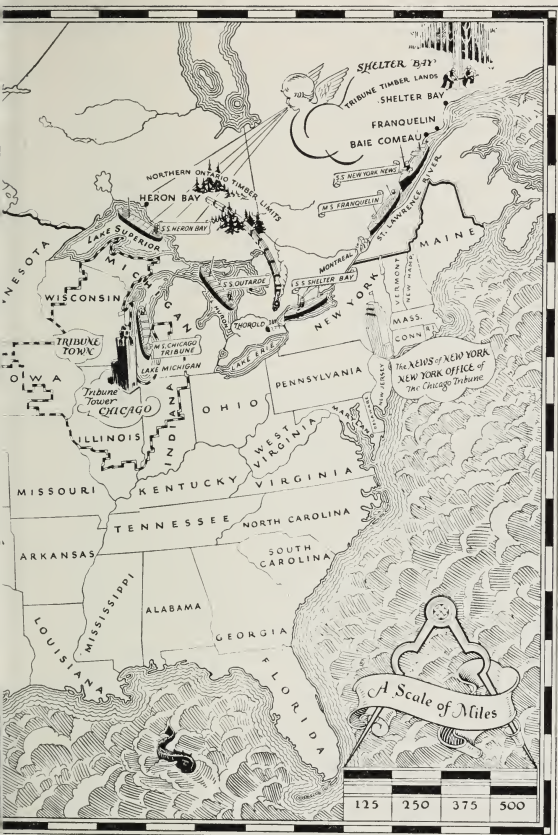 SHELTER BAY
TRIBUNE TIMBER LANDS
SHELTER BAY
FRANQUELIN
BAIE COMEAU
S.S. NEW YORK NEWS
M.S. FRANQUELIN
ST. LAWRENCE RIVER
NORTHERN ONTARIO TIMBER LIMITS
HERON BAY
S.S. HERON BAY
LAKE SUPERIOR
MONTREAL
MAINE
NESOTA
MICHIGAN
WISCONSIN
S.S. OUTARDE
HURON
S.S. SHELTER BAY
THOROLD
NEW YORK
VERMONT
NEW HAMP.
MASS.
CONN.
R.I.
TRIBUNE
TOWN
M.S. CHICAGO
TRIBUNE
LAKE MICHIGAN
LAKE ERIE
The NEWS of NEW YORK
NEW YORK OFFICE of
The Chicago Tribune
OWA
Tribune
Tower
CHICAGO
PENNSYLVANIA
NEW JERSEY
ILLINOIS
INDIANA
OHIO
MARYLAND
WEST
VIRGINIA
MISSOURI
KENTUCKY
VIRGINIA
TENNESSEE
NORTH CAROLINA
ARKANSAS
SOUTH
CAROLINA
MISSISSIPPI
ALABAMA
GEORGIA
LOUISIANA
FLORIDA
A Scale of Miles
125 250 375 500